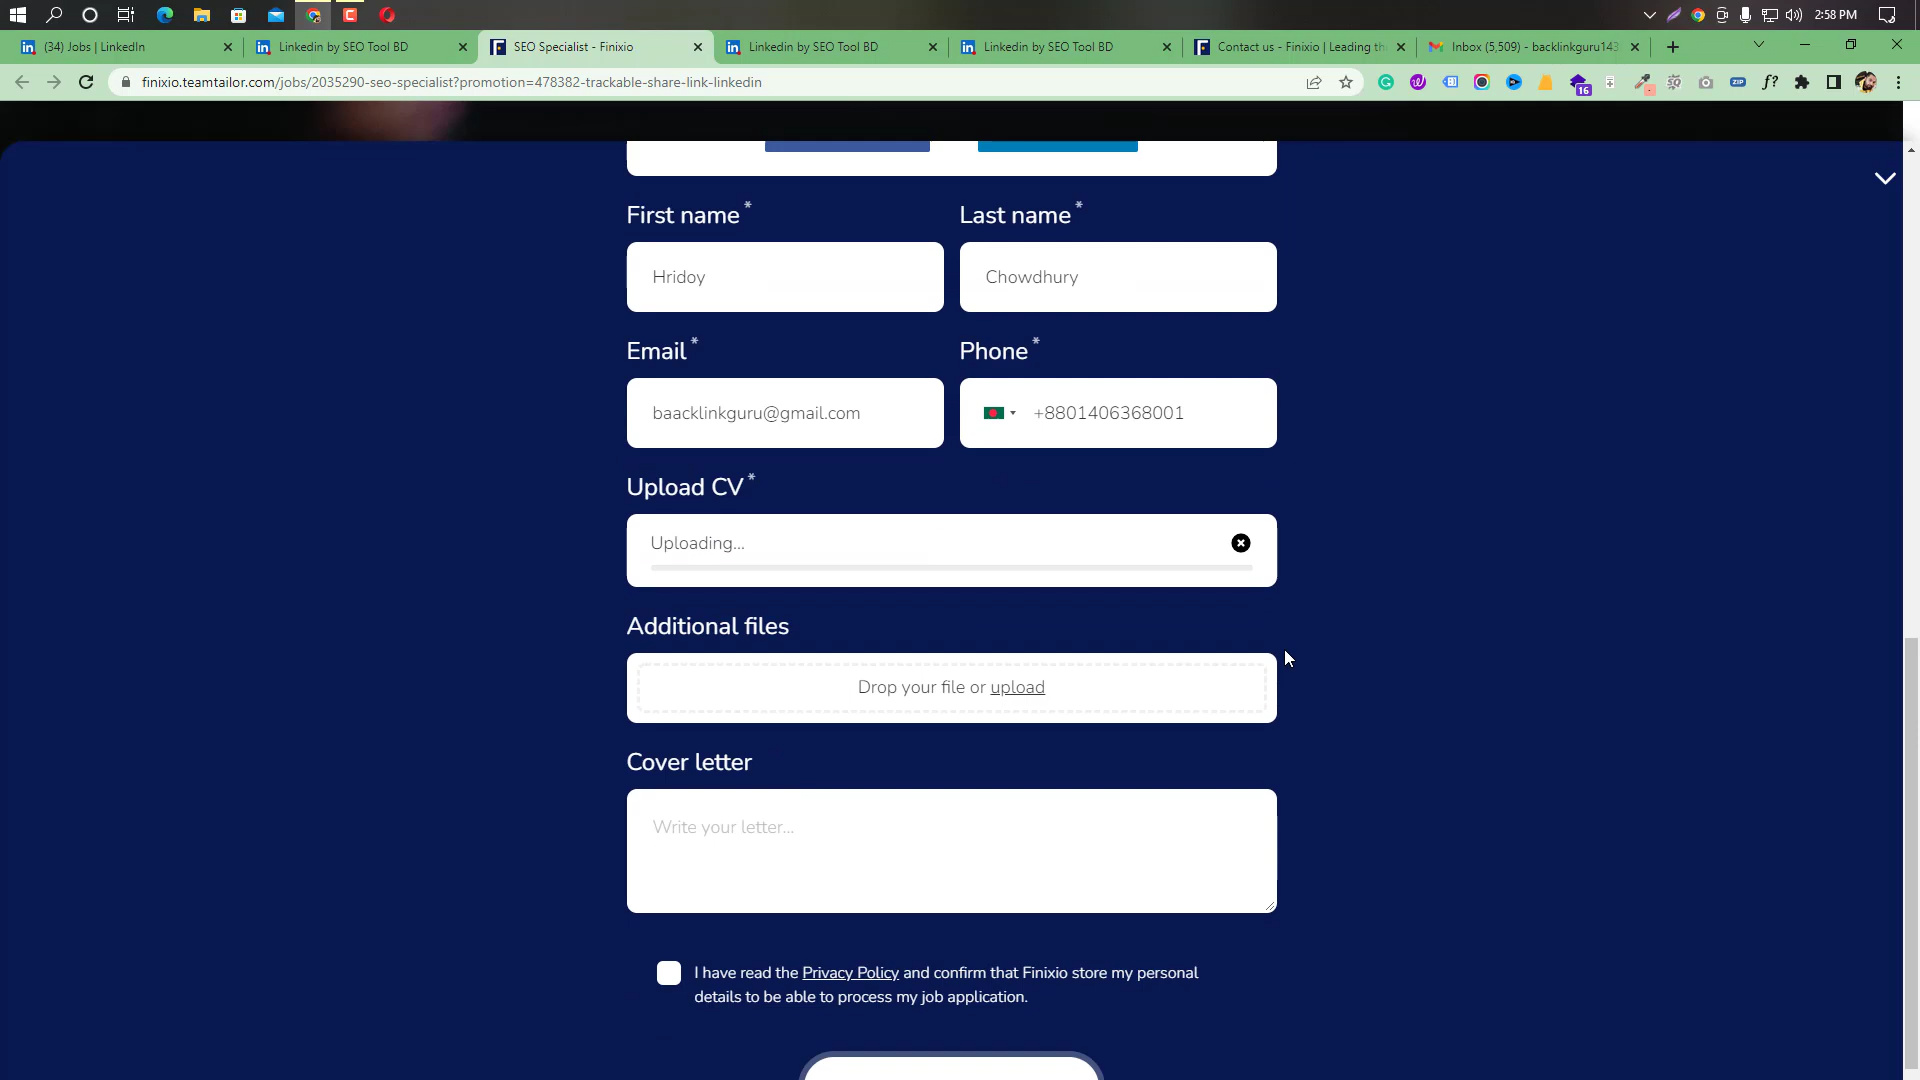 2:58 PM
(34) Jobs | LinkedIn
Linkedin by SEO Tool BD
SEO Specialist - Finixio
Linkedin by SEO Tool BD
Linkedin by SEO Tool BD
Contact us - Finixio | Leading th
Inbox (5,509) - backlinkguru143
finixio.teamtailor.com/jobs/2035290-seo-specialist?promotion=478382-trackable-share-link-linkedin
16
ZIP
f?
First name *
Last name *
Hridoy
Chowdhury
Email *
Phone *
baacklinkguru@gmail.com
+8801406368001
Upload CV *
Uploading...
Additional files
Drop your file or upload
Cover letter
Write your letter...
I have read the Privacy Policy and confirm that Finixio store my personal
details to be able to process my job application.